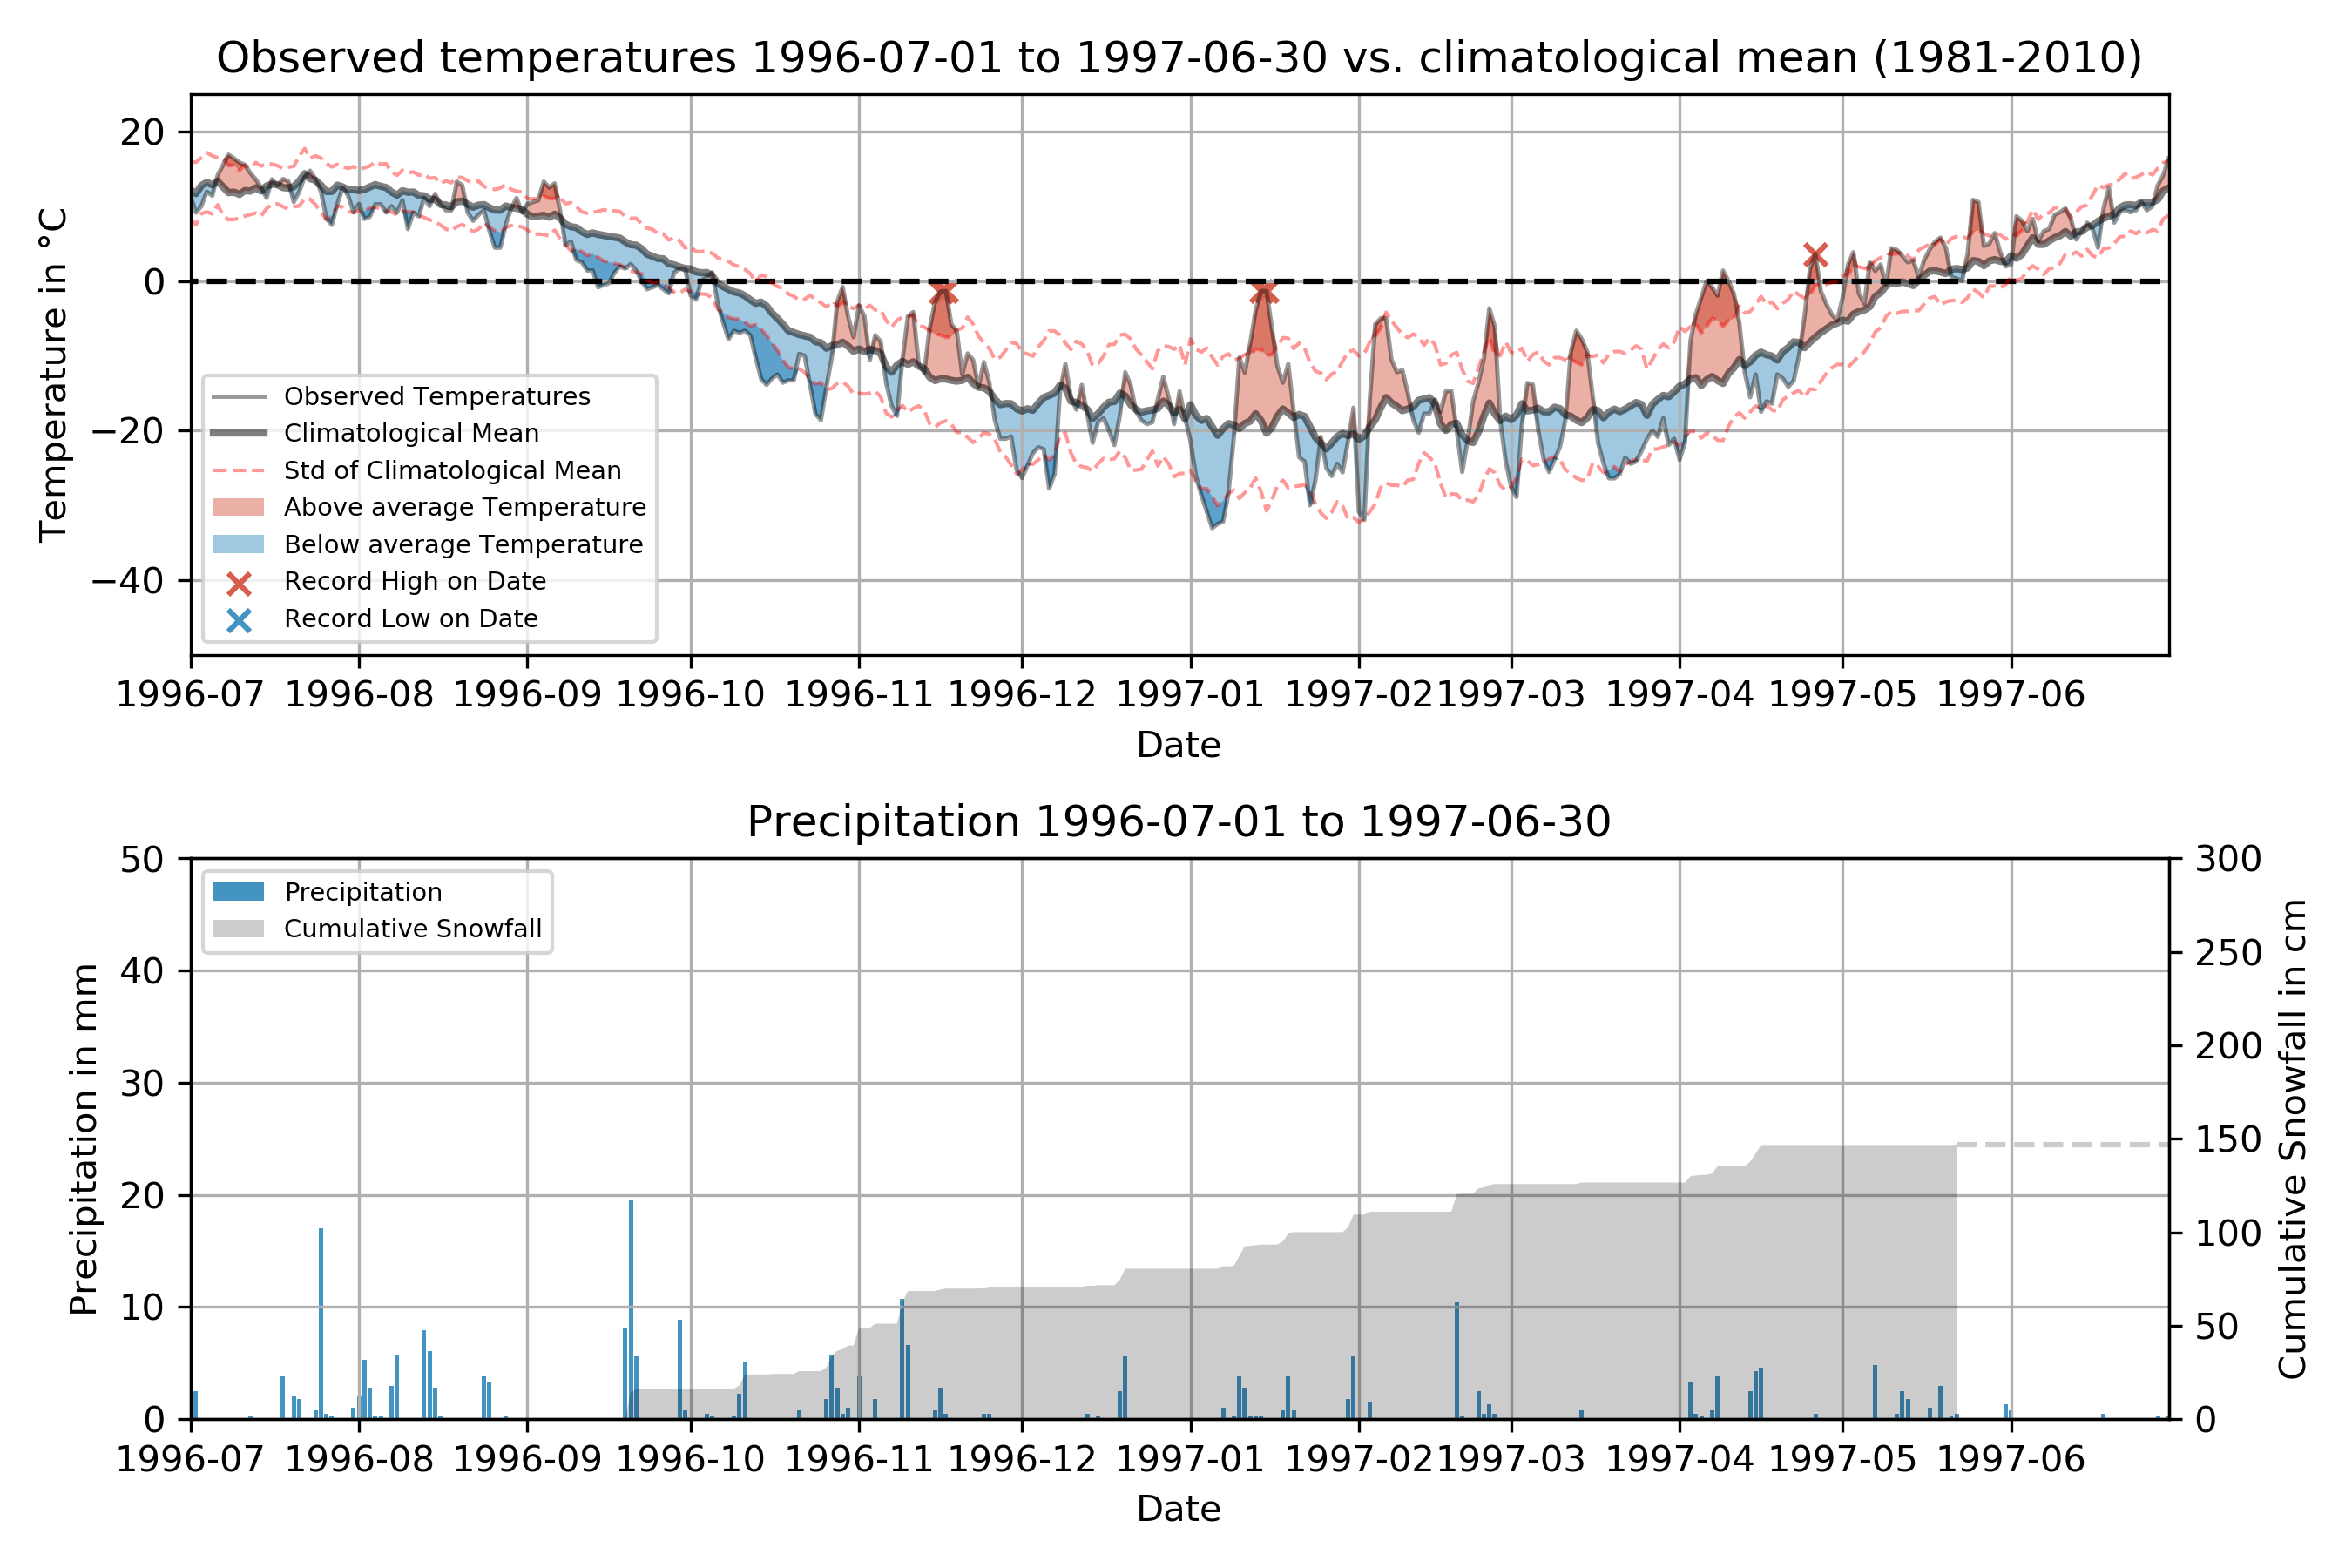 Observed temperatures 1996-07-01 to 1997-06-30 vs. climatological mean (1981-2010)
20
0
−20
−40
Temperature in °C
Observed Temperatures
Climatological Mean
Std of Climatological Mean
Above average Temperature
Below average Temperature
Record High on Date
Record Low on Date
1996-07 1996-08 1996-09 1996-10 1996-11 1996-12 1997-01 1997-02 1997-03 1997-04 1997-05 1997-06
Date
Precipitation 1996-07-01 to 1997-06-30
50
40
30
20
10
0
Precipitation in mm
Precipitation
Cumulative Snowfall
300
250
200
150
100
50
0
Cumulative Snowfall in cm
1996-07 1996-08 1996-09 1996-10 1996-11 1996-12 1997-01 1997-02 1997-03 1997-04 1997-05 1997-06
Date